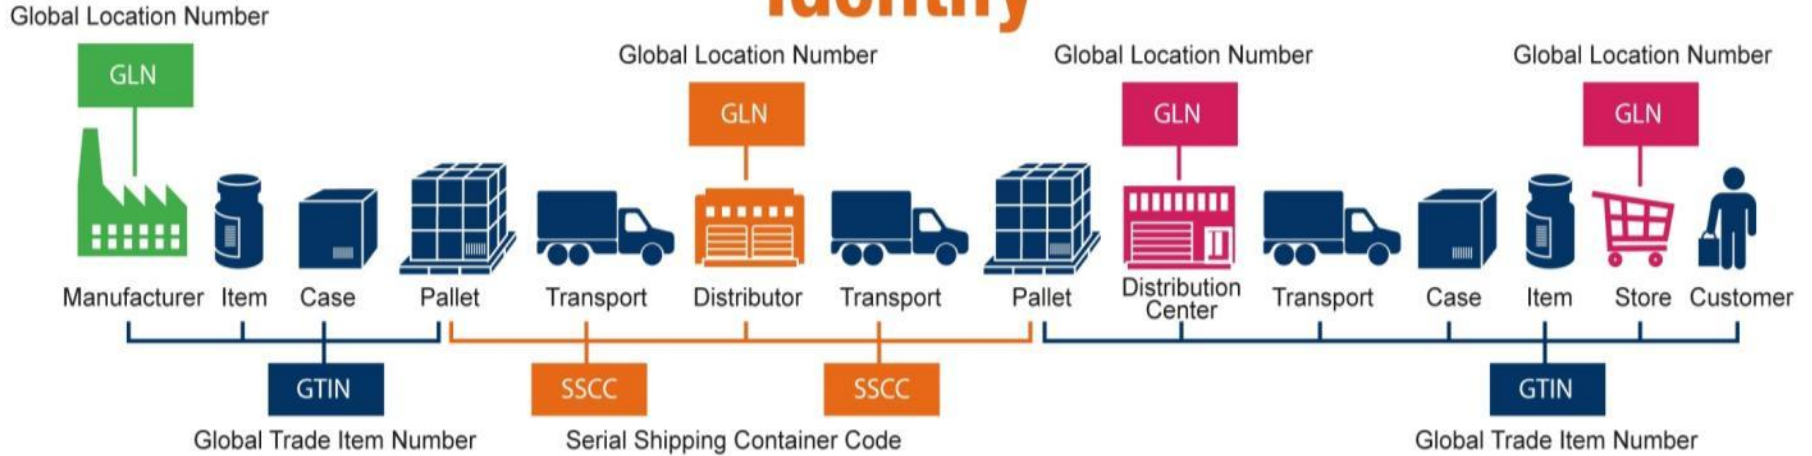 Identify
Global Location Number
GLN
Global Location Number
GLN
Global Location Number
GLN
Global Location Number
GLN
Manufacturer
Item
Case
Pallet
Transport
Distributor
Transport
Pallet
Distribution
Center
Transport
Case
Item
Store
Customer
GTIN
SSCC
SSCC
GTIN
Global Trade Item Number
Serial Shipping Container Code
Global Trade Item Number